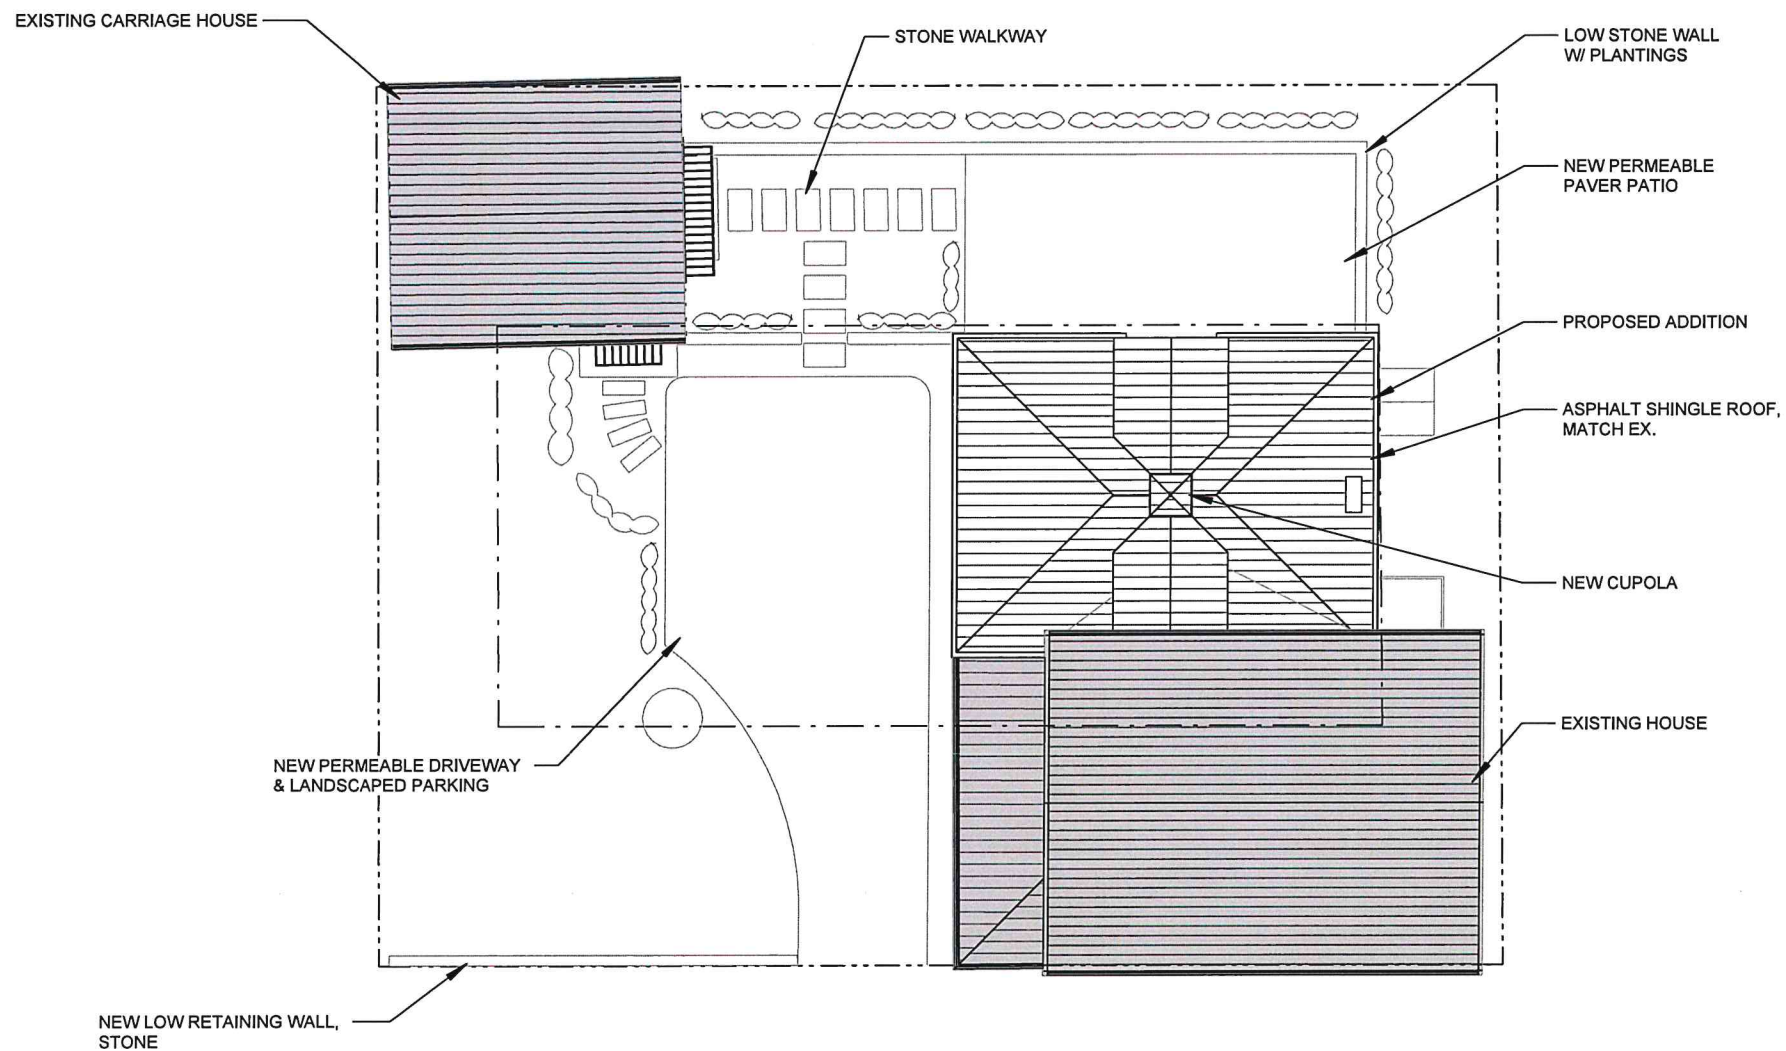 EXISTING CARRIAGE HOUSE
STONE WALKWAY
LOW STONE WALL
W/ PLANTINGS
NEW PERMEABLE
PAVER PATIO
PROPOSED ADDITION
ASPHALT SHINGLE ROOF,
MATCH EX.
NEW CUPOLA
EXISTING HOUSE
NEW PERMEABLE DRIVEWAY
& LANDSCAPED PARKING
NEW LOW RETAINING WALL,
STONE